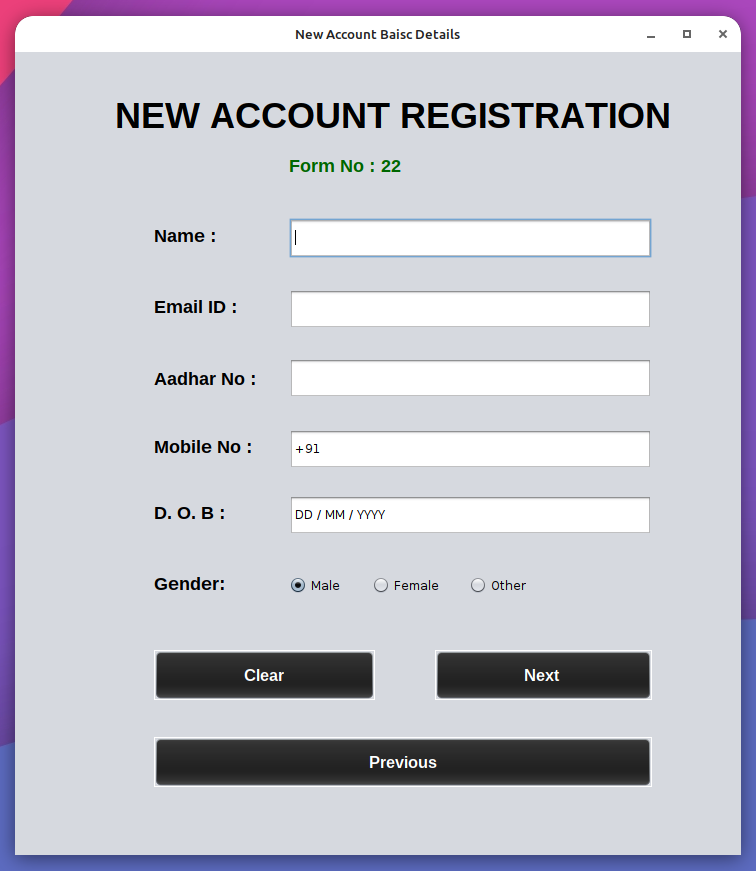 New Account Baisc Details
NEW ACCOUNT REGISTRATION
Form No : 22
Name :
Email ID :
Aadhar No :
Mobile No : +91
D. O. B : DD / MM / YYYY
Gender: Male Female Other
Clear Next
Previous